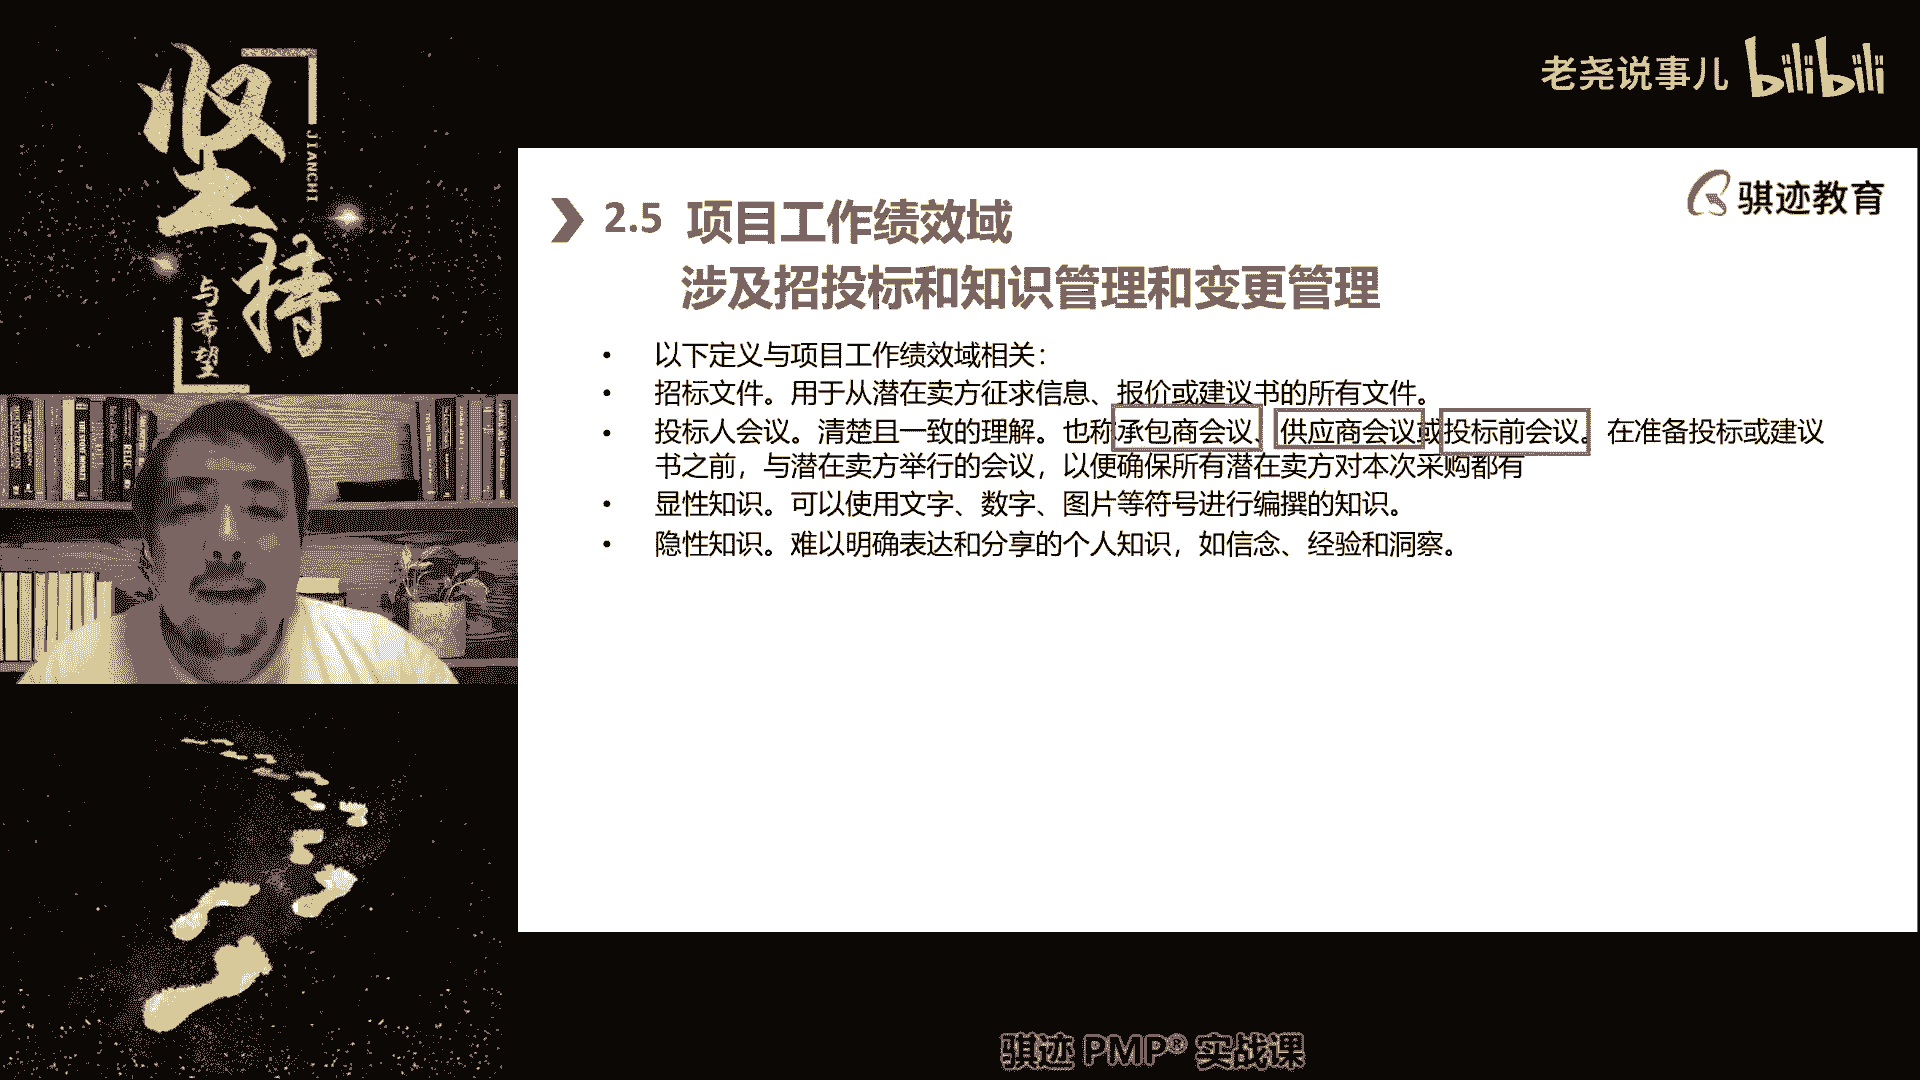 坚持
JIANCHI
与希望
老尧说事儿 bilibili
骐迹教育
2.5 项目工作绩效域
涉及招投标和知识管理和变更管理
• 以下定义与项目工作绩效域相关：
• 招标文件。用于从潜在卖方征求信息、报价或建议书的所有文件。
• 投标人会议。清楚且一致的理解。也称承包商会议、供应商会议或投标前会议。在准备投标或建议
书之前，与潜在卖方举行的会议，以便确保所有潜在卖方对本次采购都有
• 显性知识。可以使用文字、数字、图片等符号进行编撰的知识。
• 隐性知识。难以明确表达和分享的个人知识，如信念、经验和洞察。
骐迹 PMP® 实战课